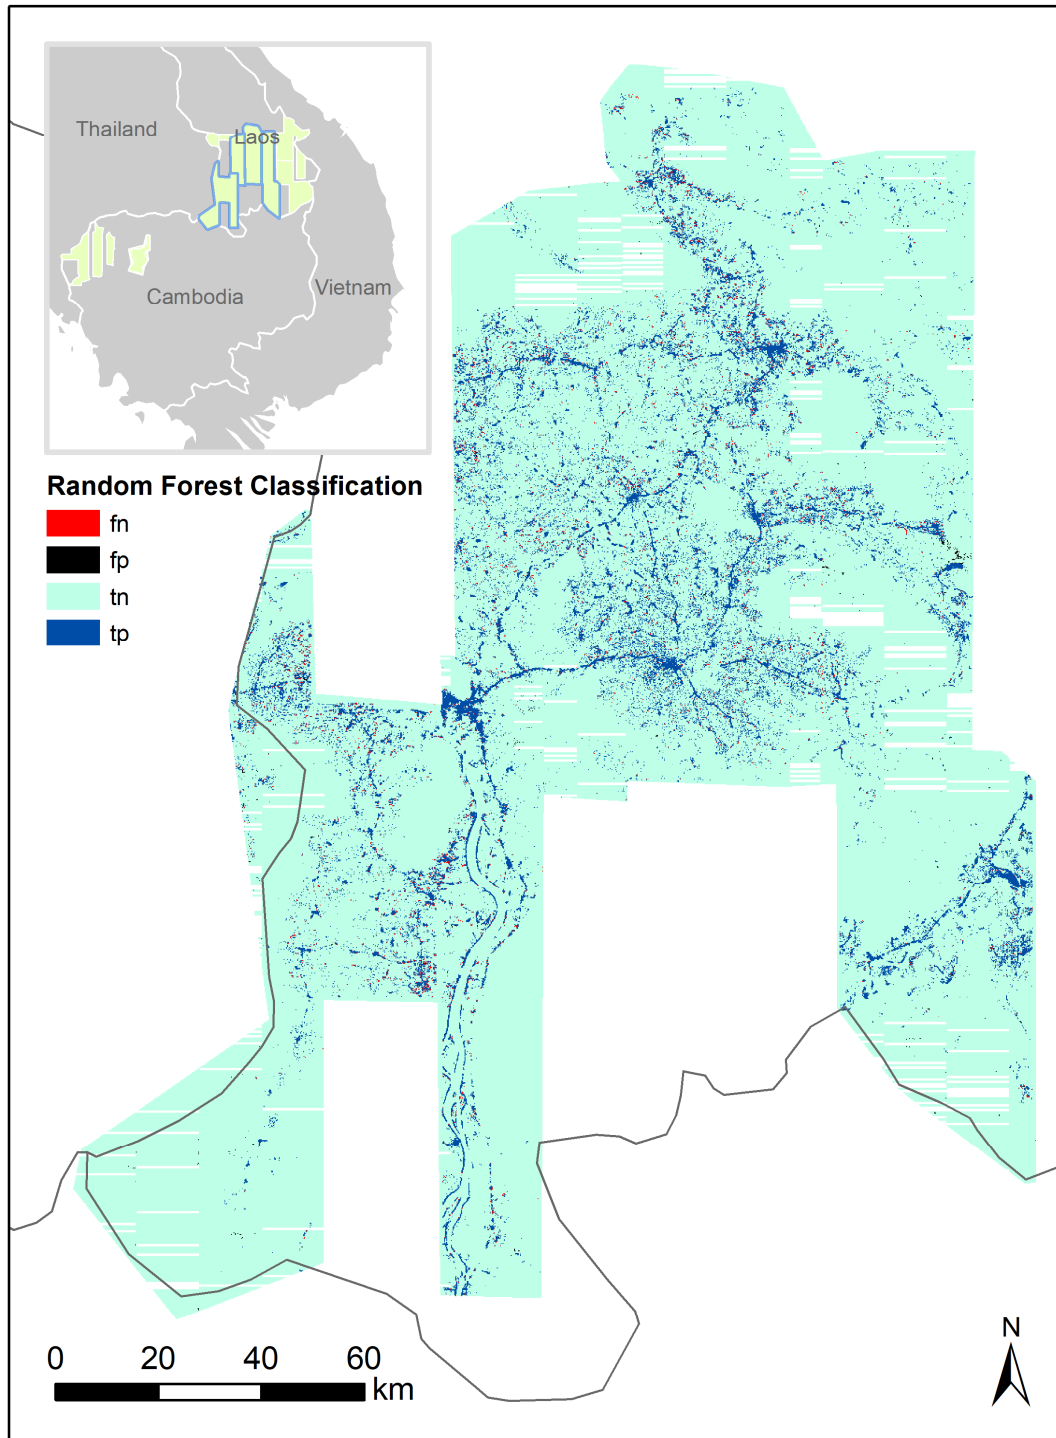 Thailand
Laos
Cambodia
Vietnam
Random Forest Classification
fn
fp
tn
tp
0 20 40 60
km
N